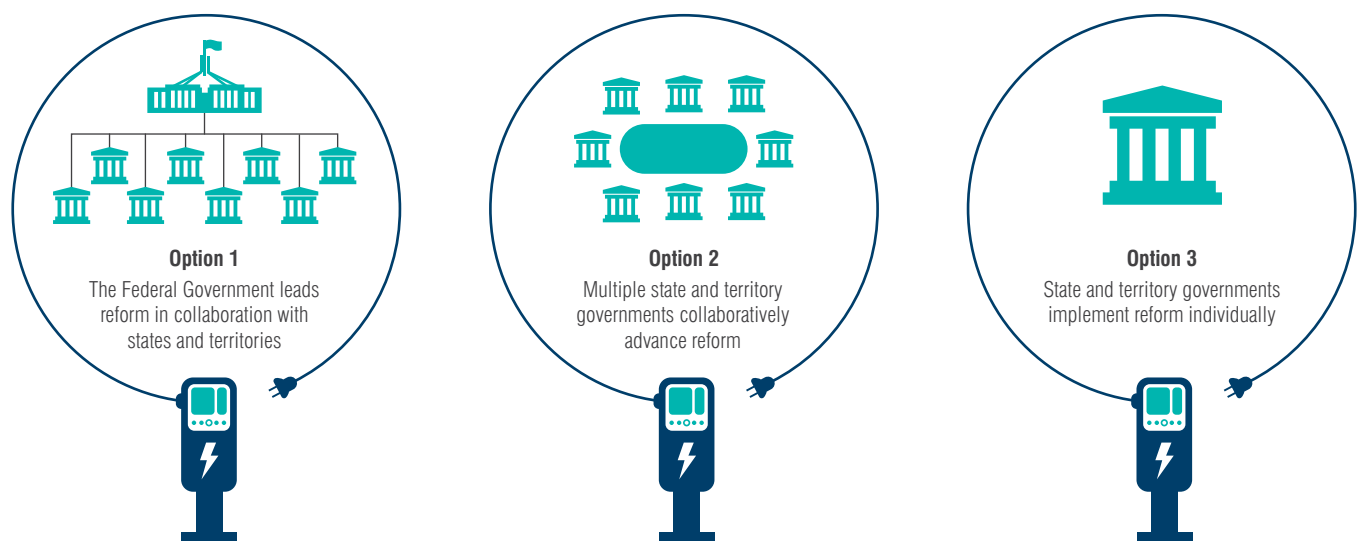 Option 1
The Federal Government leads
reform in collaboration with
states and territories
Option 2
Multiple state and territory
governments collaboratively
advance reform
Option 3
State and territory governments
implement reform individually